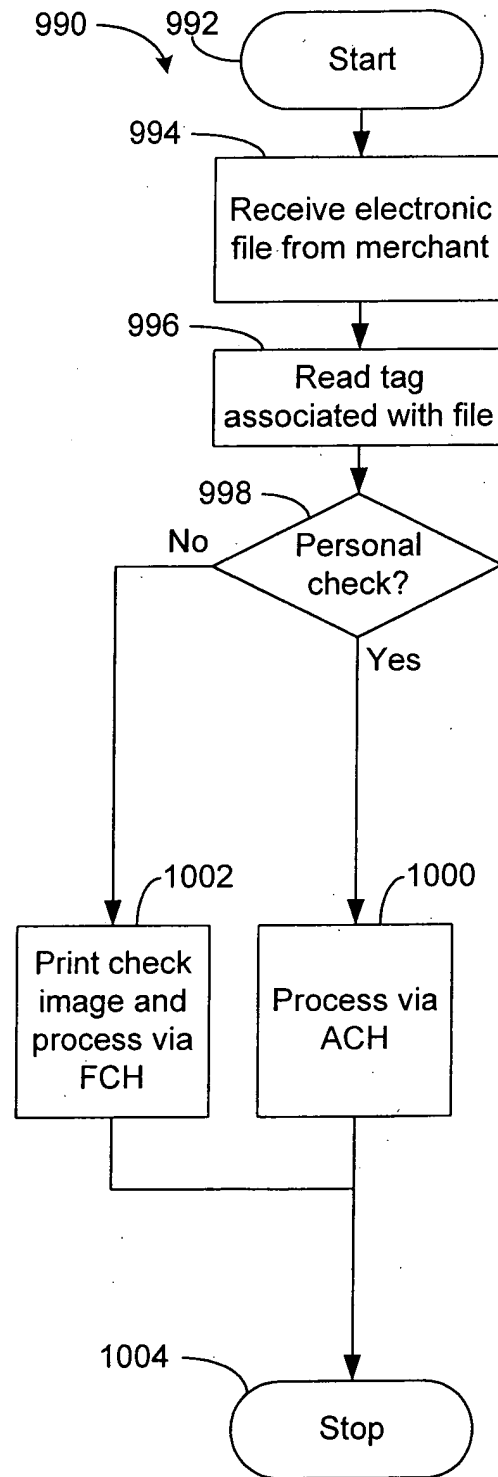 990
992
Start
994
Receive electronic
file from merchant
996
Read tag
associated with file
998
No
Personal
check?
Yes
1002
1000
Print check
image and
process via
FCH
Process via
ACH
1004
Stop